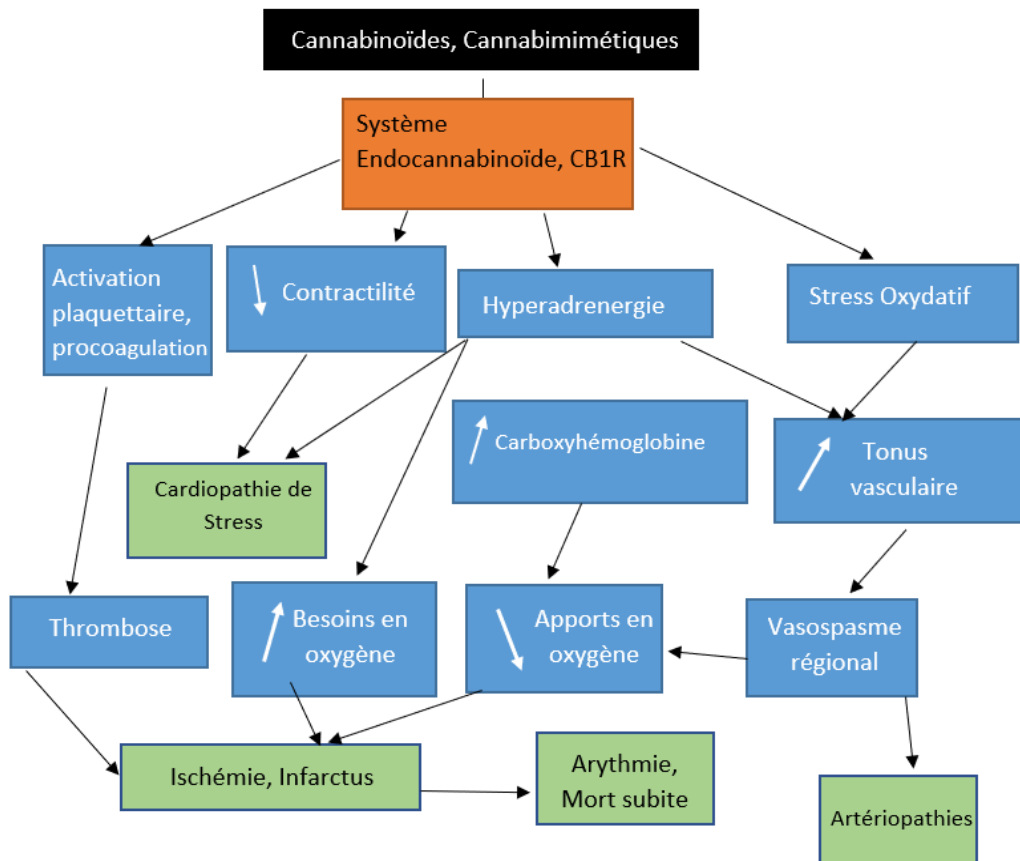 Cannabinoïdes, Cannabimimétiques
Système
Endocannabinoïde, CB1R
Activation
plaquettaire,
procoagulation
Contractilité
Hyperadrenergie
Stress Oxydatif
Carboxyhémoglobine
Tonus
vasculaire
Cardiopathie de
Stress
Thrombose
Besoins en
oxygène
Apports en
oxygène
Vasospasme
régional
Ischémie, Infarctus
Arythmie,
Mort subite
Artériopathies